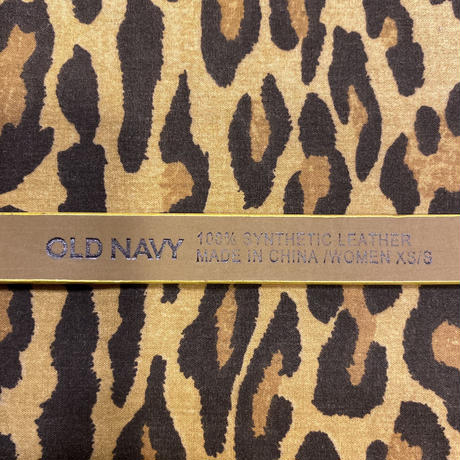 OLD NAVY
100% SYNTHETIC LEATHER
MADE IN CHINA /WOMEN XS/S